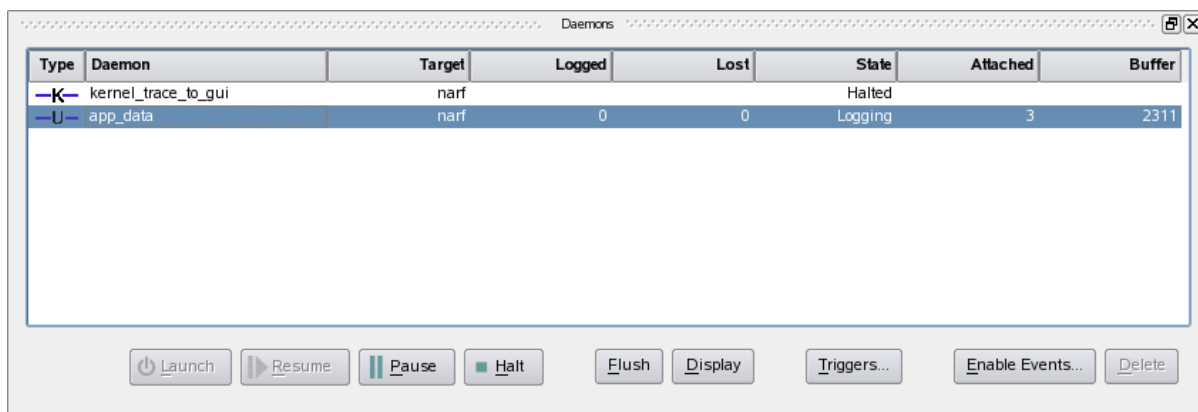 Daemons
Type Daemon Target Logged Lost State Attached Buffer
K kernel_trace_to_gui narf Halted
U app_data narf 0 0 Logging 3 2311
Launch Resume Pause Halt Flush Display Triggers... Enable Events... Delete